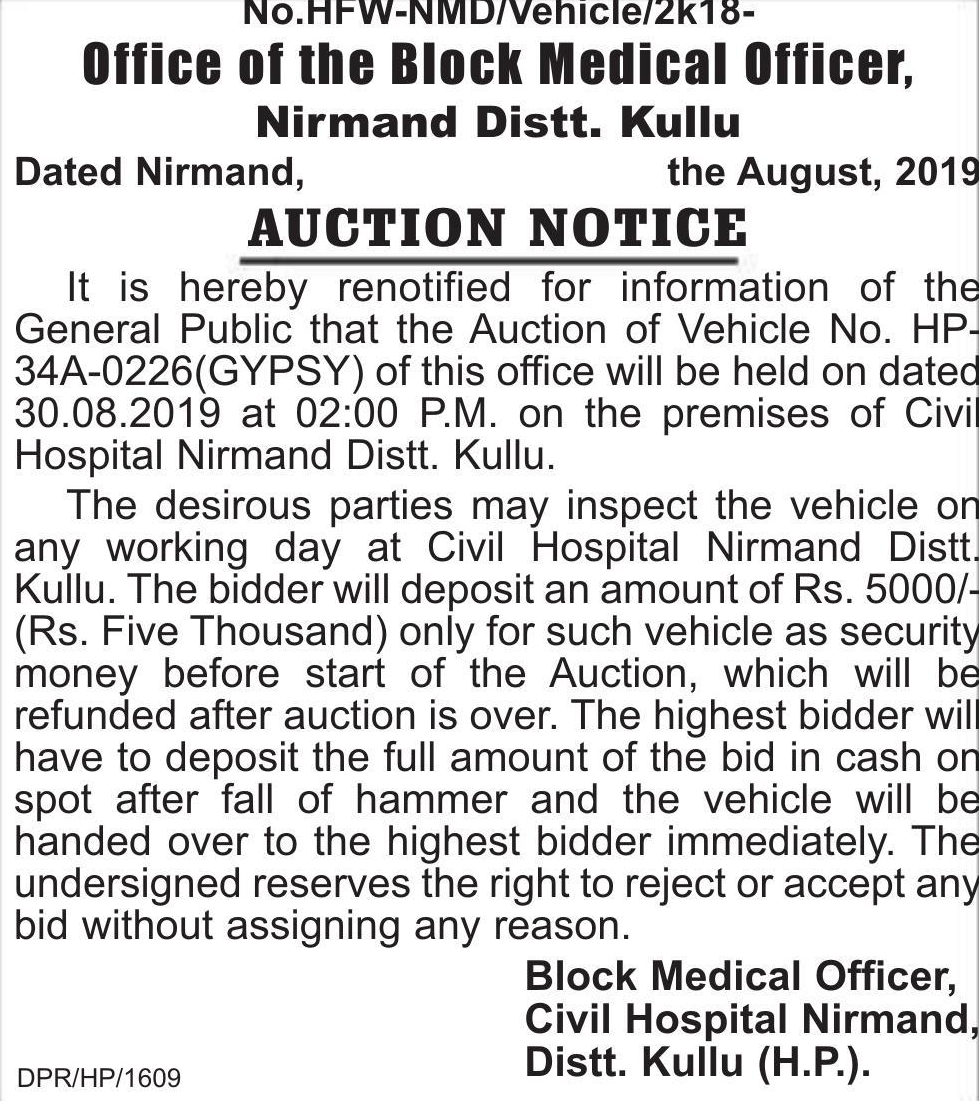 No.HFW-NMD/Vehicle/2k18-
Office of the Block Medical Officer,
Nirmand Distt. Kullu
Dated Nirmand, the August, 2019
AUCTION NOTICE
It is hereby renotified for information of the
General Public that the Auction of Vehicle No. HP-
34A-0226(GYPSY) of this office will be held on dated
30.08.2019 at 02:00 P.M. on the premises of Civil
Hospital Nirmand Distt. Kullu.
The desirous parties may inspect the vehicle on
any working day at Civil Hospital Nirmand Distt.
Kullu. The bidder will deposit an amount of Rs. 5000/-
(Rs. Five Thousand) only for such vehicle as security
money before start of the Auction, which will be
refunded after auction is over. The highest bidder will
have to deposit the full amount of the bid in cash on
spot after fall of hammer and the vehicle will be
handed over to the highest bidder immediately. The
undersigned reserves the right to reject or accept any
bid without assigning any reason.
Block Medical Officer,
Civil Hospital Nirmand,
Distt. Kullu (H.P.).
DPR/HP/1609